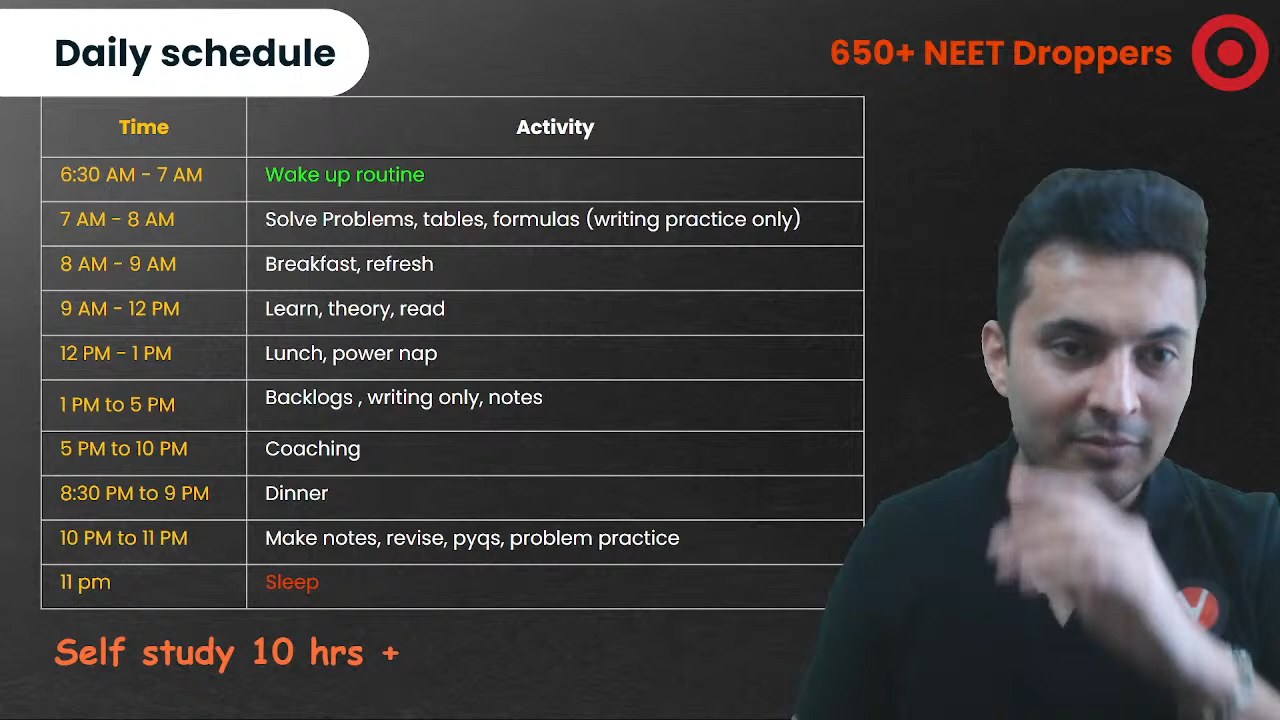 Daily schedule
650+ NEET Droppers
Time Activity
6:30 AM - 7 AM Wake up routine
7 AM - 8 AM Solve Problems, tables, formulas (writing practice only)
8 AM - 9 AM Breakfast, refresh
9 AM - 12 PM Learn, theory, read
12 PM - 1 PM Lunch, power nap
1 PM to 5 PM Backlogs , writing only, notes
5 PM to 10 PM Coaching
8:30 PM to 9 PM Dinner
10 PM to 11 PM Make notes, revise, pyqs, problem practice
11 pm Sleep
Self study 10 hrs +